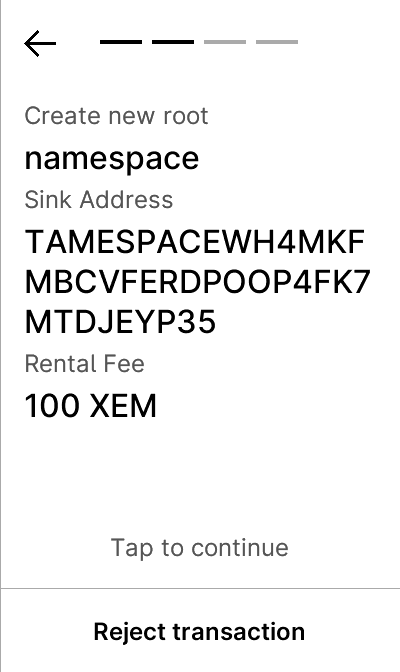 Create new root
namespace
Sink Address
TAMESPACEWH4MKF
MBCVFERDPOOP4FK7
MTDJEYP35
Rental Fee
100 XEM
Tap to continue
Reject transaction